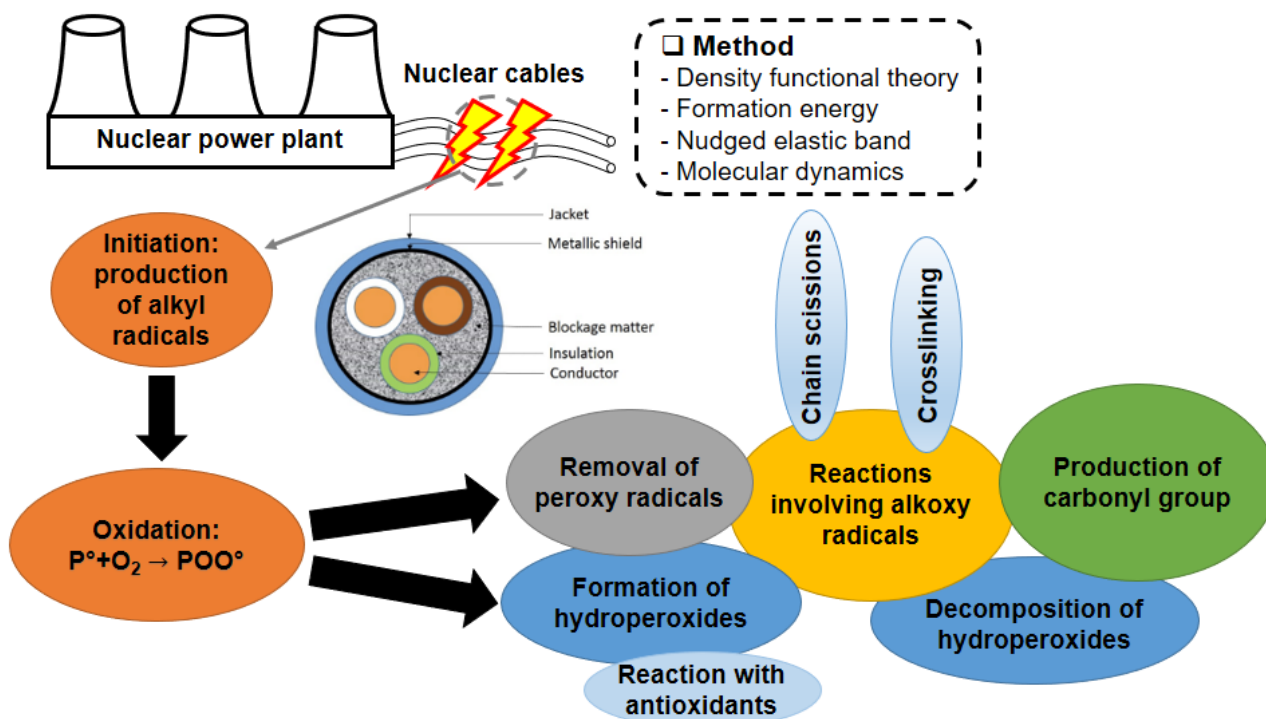 Nuclear power plant
Nuclear cables
❑ Method
- Density functional theory
- Formation energy
- Nudged elastic band
- Molecular dynamics
Initiation:
production
of alkyl
radicals
Jacket
Metallic shield
Blockage matter
Insulation
Conductor
Chain scissions
Crosslinking
Oxidation:
P°+O₂ → POO°
Removal of
peroxy radicals
Reactions
involving alkoxy
radicals
Production of
carbonyl group
Formation of
hydroperoxides
Decomposition of
hydroperoxides
Reaction with
antioxidants